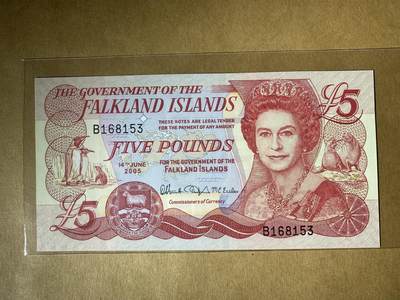 THE GOVERNMENT OF THE
FALKLAND ISLANDS
£5
B168153
THESE NOTES ARE LEGAL TENDER
FOR THE PAYMENT OF ANY AMOUNT
FIVE POUNDS
14TH JUNE
2005
FOR THE GOVERNMENT OF THE
FALKLAND ISLANDS
£5
Commissioners of Currency
B168153